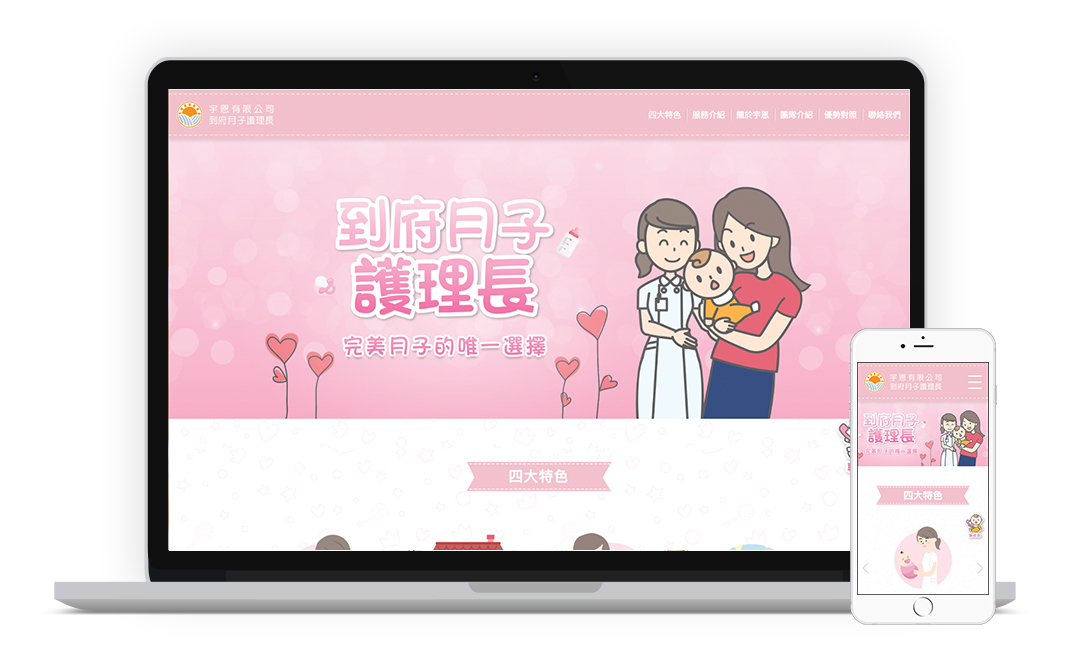 宇恩有限公司
到府月子護理長
四大特色 服務介紹 關於宇恩 團隊介紹 優勢對照 聯絡我們
到府月子
護理長
完美月子的唯一選擇
四大特色
宇恩有限公司
到府月子護理長
到府月子
護理長
完美月子的唯一選擇
四大特色